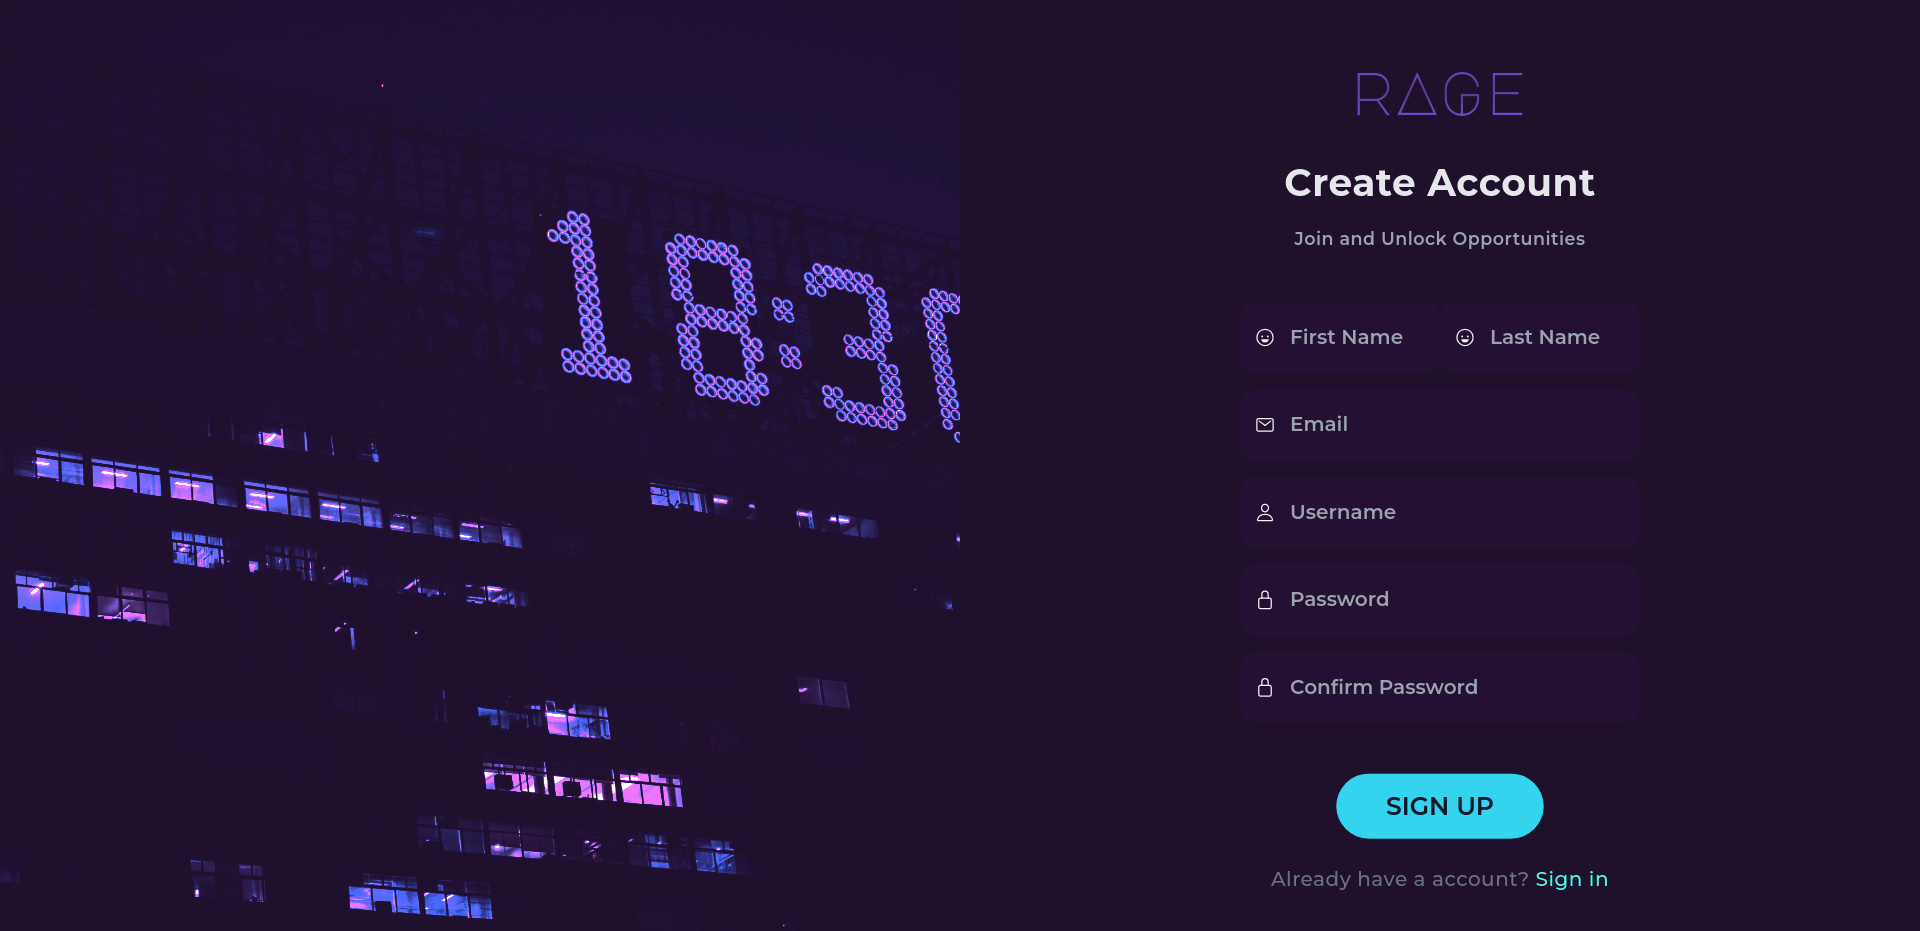 18:3
RAGE
Create Account
Join and Unlock Opportunities
First Name
Last Name
Email
Username
Password
Confirm Password
SIGN UP
Already have a account? Sign in